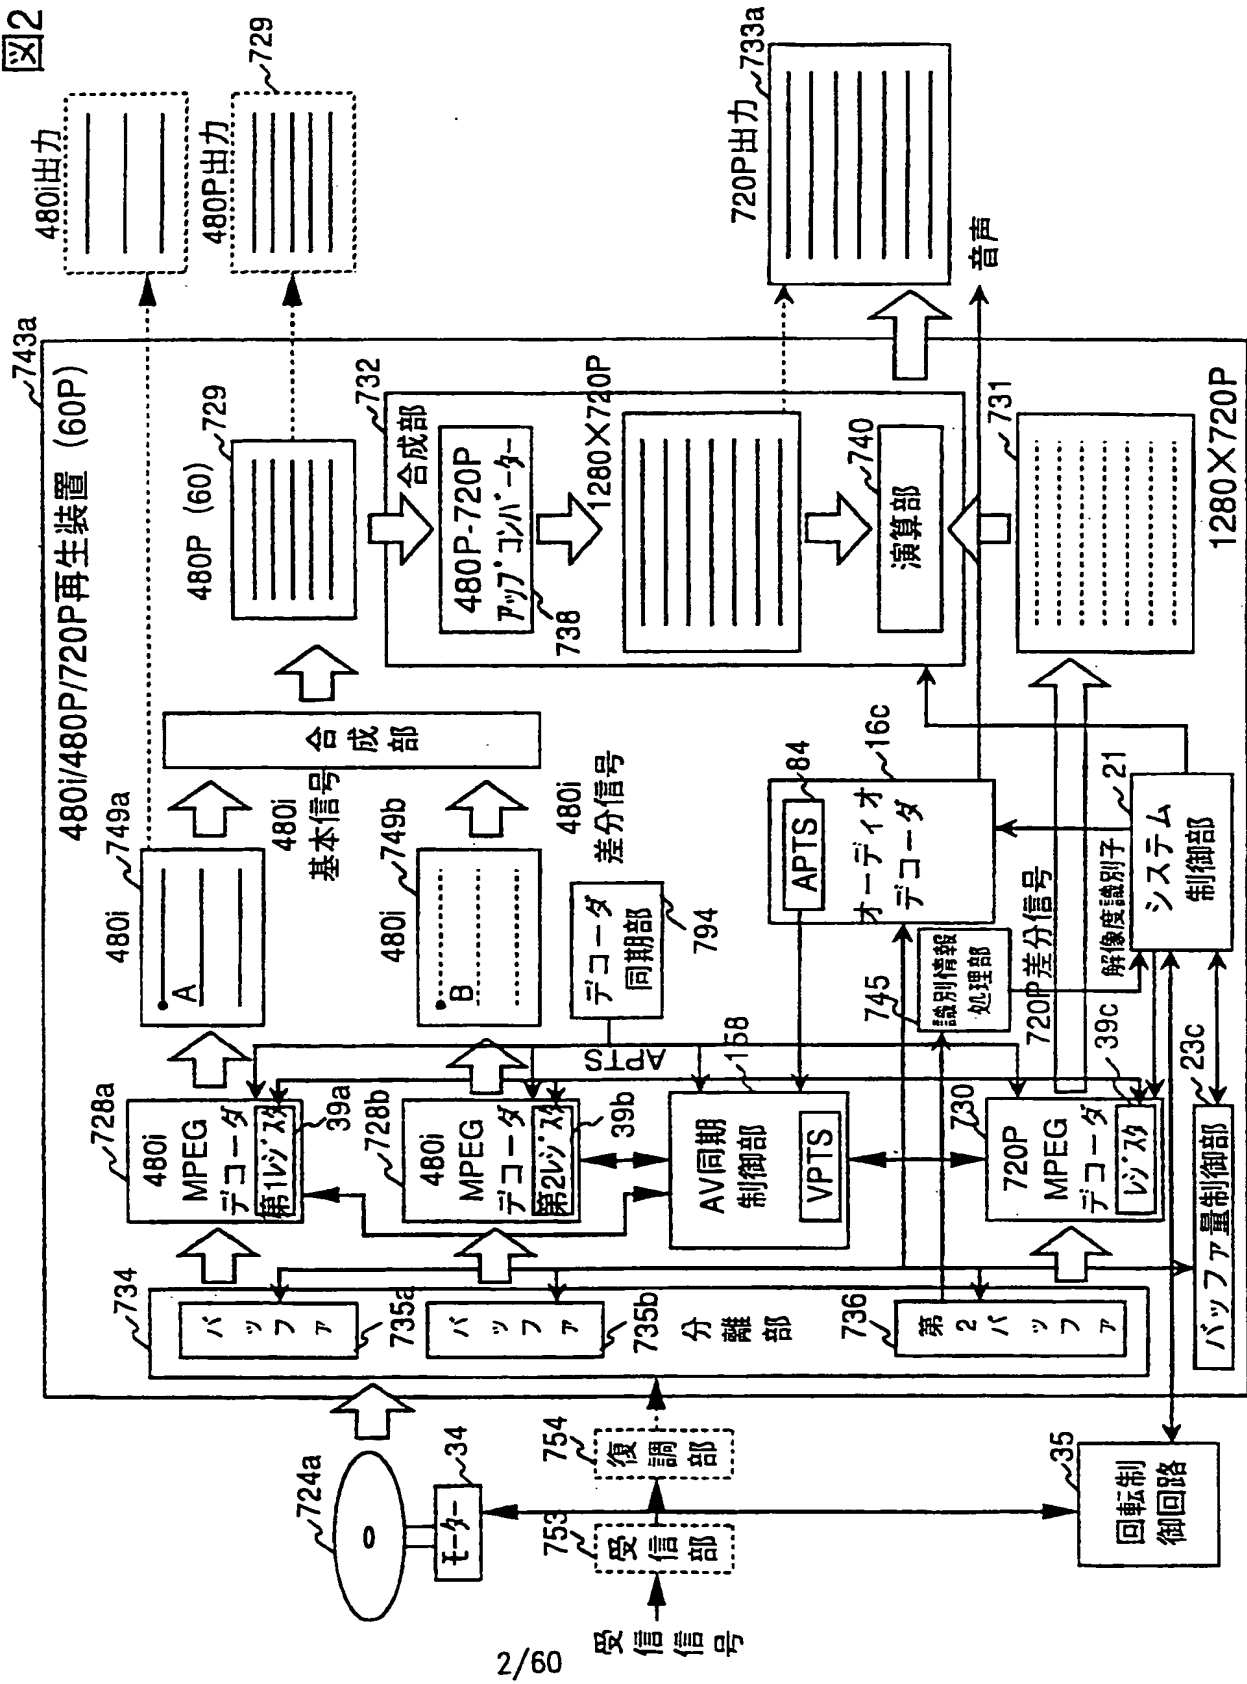 図2
743a
480i/480P/720P再生装置 (60P)
480i出力
480P出力
729
720P出力
733a
音声
749a
480i
A
480i
基本信号
749b
480i
B
480i
差分信号
合成部
480P (60)
729
732
合成部
480P-720P
アップコンバーター
738
1280×720P
740
演算部
731
1280×720P
728a
480i
MPEG
デコーダ
第1レジスタ
39a
728b
480i
MPEG
デコーダ
第2レジスタ
39b
デコーダ
同期部
794
APTS
158
AV同期
制御部
VPTS
84
APTS
オーディオ
デコーダ
16c
745
識別情報
処理部
720P差分信号
解像度識別子
21
システム
制御部
730
720P
MPEG
デコーダ
レジスタ
39c
23c
バッファ量制御部
734
バッファ
735a
バッファ
735b
分離部
736
第2バッファ
724a
34
モーター
754
復調部
753
受信部
受信信号
35
回転制
御回路
2/60